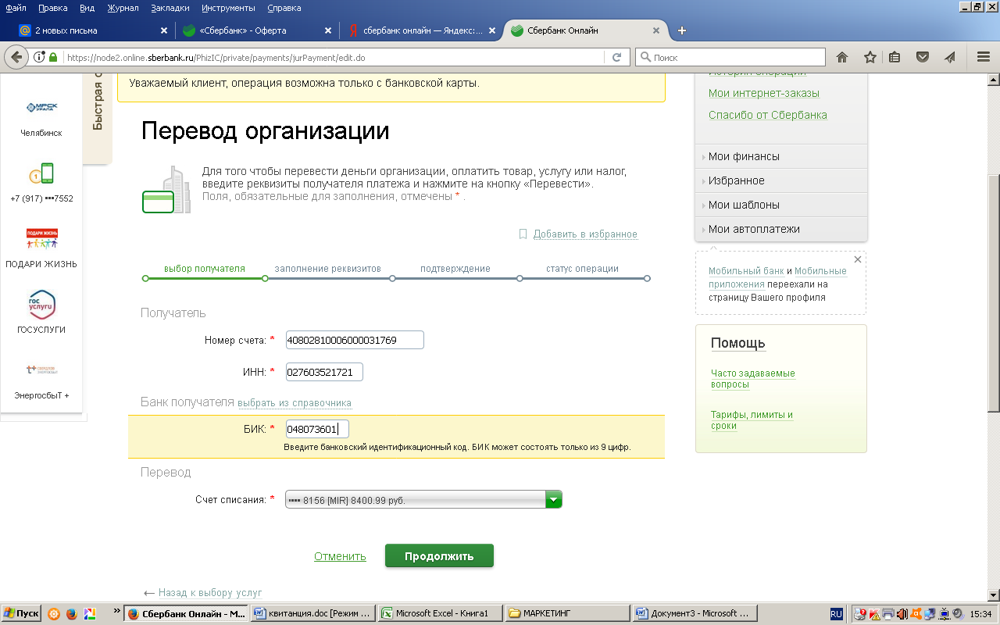 Файл Правка Вид Журнал Закладки Инструменты Справка
2 новых письма
«Сбербанк» - Оферта
сбербанк онлайн — Яндекс:...
Сбербанк Онлайн
https://node2.online.sberbank.ru/PhizIC/private/payments/jurPayment/edit.do
Поиск
МРСК УРАЛА
Челябинск
+7 (917) ▪▪▪7552
ПОДАРИ ЖИЗНЬ
ПОДАРИ ЖИЗНЬ
гос услуги
ГОСУСЛУГИ
ЭнергосбыТ +
Быстрая о
Уважаемый клиент, операция возможна только с банковской карты.
Перевод организации
Для того чтобы перевести деньги организации, оплатить товар, услугу или налог,
введите реквизиты получателя платежа и нажмите на кнопку «Перевести».
Поля, обязательные для заполнения, отмечены * .
Добавить в избранное
выбор получателя заполнение реквизитов подтверждение статус операции
Получатель
Номер счета: * 40802810006000031769
ИНН: * 027603521721
Банк получателя выбрать из справочника
БИК: * 048073601
Введите банковский идентификационный код. БИК может состоять только из 9 цифр.
Перевод
Счет списания: * ▪▪▪▪ 8156 [MIR] 8400.99 руб.
Отменить Продолжить
← Назад к выбору услуг
История операций
Мои интернет-заказы
Спасибо от Сбербанка
Мои финансы
Избранное
Мои шаблоны
Мои автоплатежи
Мобильный банк и Мобильные
приложения переехали на
страницу Вашего профиля
Помощь
Часто задаваемые
вопросы
Тарифы, лимиты и
сроки
Пуск
» Сбербанк Онлайн - М...
квитанция.doc [Режим ...
Microsoft Excel - Книга1
МАРКЕТИНГ
Документ3 - Microsoft ...
RU
15:34